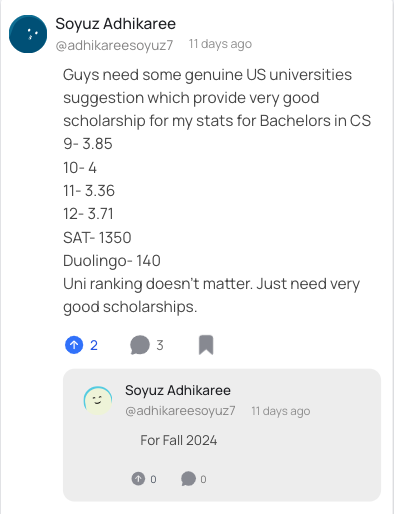 Soyuz Adhikaree
@adhikareesoyuz7 11 days ago
Guys need some genuine US universities
suggestion which provide very good
scholarship for my stats for Bachelors in CS
9- 3.85
10- 4
11- 3.36
12- 3.71
SAT- 1350
Duolingo- 140
Uni ranking doesn't matter. Just need very
good scholarships.
2 3
Soyuz Adhikaree
@adhikareesoyuz7 11 days ago
For Fall 2024
0 0